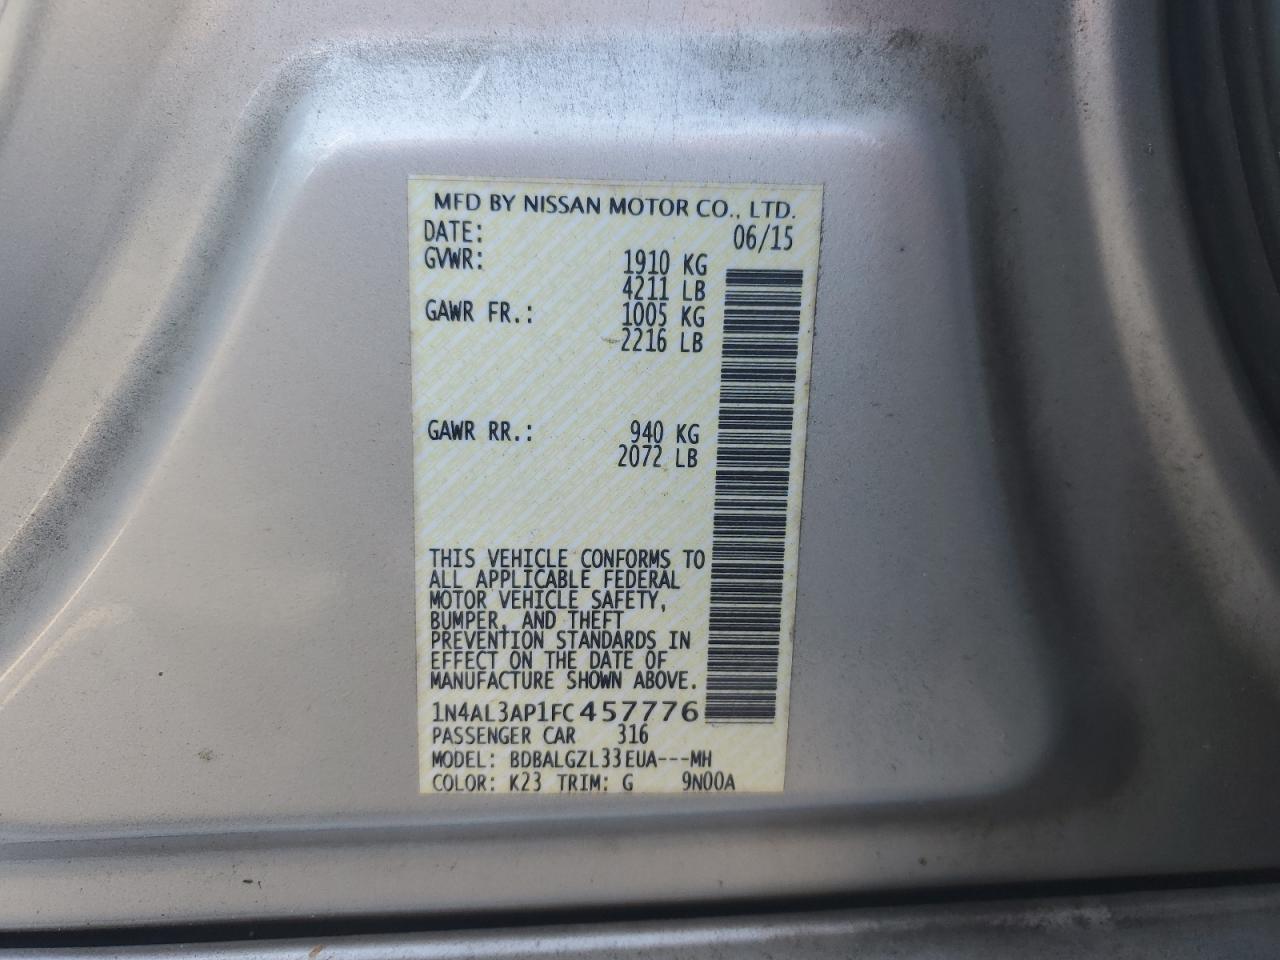 MFD BY NISSAN MOTOR CO., LTD.
DATE: 06/15
GVWR: 1910 KG
4211 LB
GAWR FR.: 1005 KG
2216 LB
GAWR RR.: 940 KG
2072 LB
THIS VEHICLE CONFORMS TO
ALL APPLICABLE FEDERAL
MOTOR VEHICLE SAFETY,
BUMPER, AND THEFT
PREVENTION STANDARDS IN
EFFECT ON THE DATE OF
MANUFACTURE SHOWN ABOVE.
1N4AL3AP1FC457776
PASSENGER CAR 316
MODEL: BDBALGZL33EUA---MH
COLOR: K23 TRIM: G 9N00A